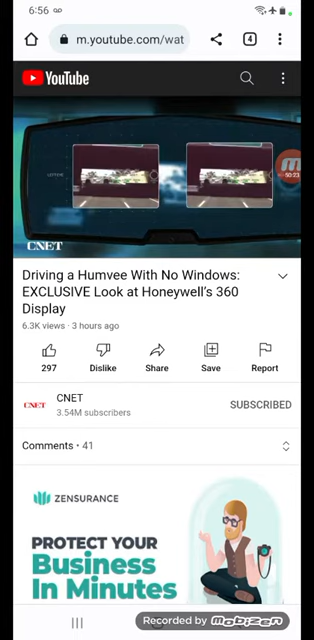 6:56
m.youtube.com/wat
4
YouTube
50:23
CNET
Driving a Humvee With No Windows:
EXCLUSIVE Look at Honeywell's 360
Display
6.3K views · 3 hours ago
297
Dislike
Share
Save
Report
CNET
CNET
3.54M subscribers
SUBSCRIBED
Comments • 41
ZENSURANCE
PROTECT YOUR
Business
In Minutes
Recorded by mobizen